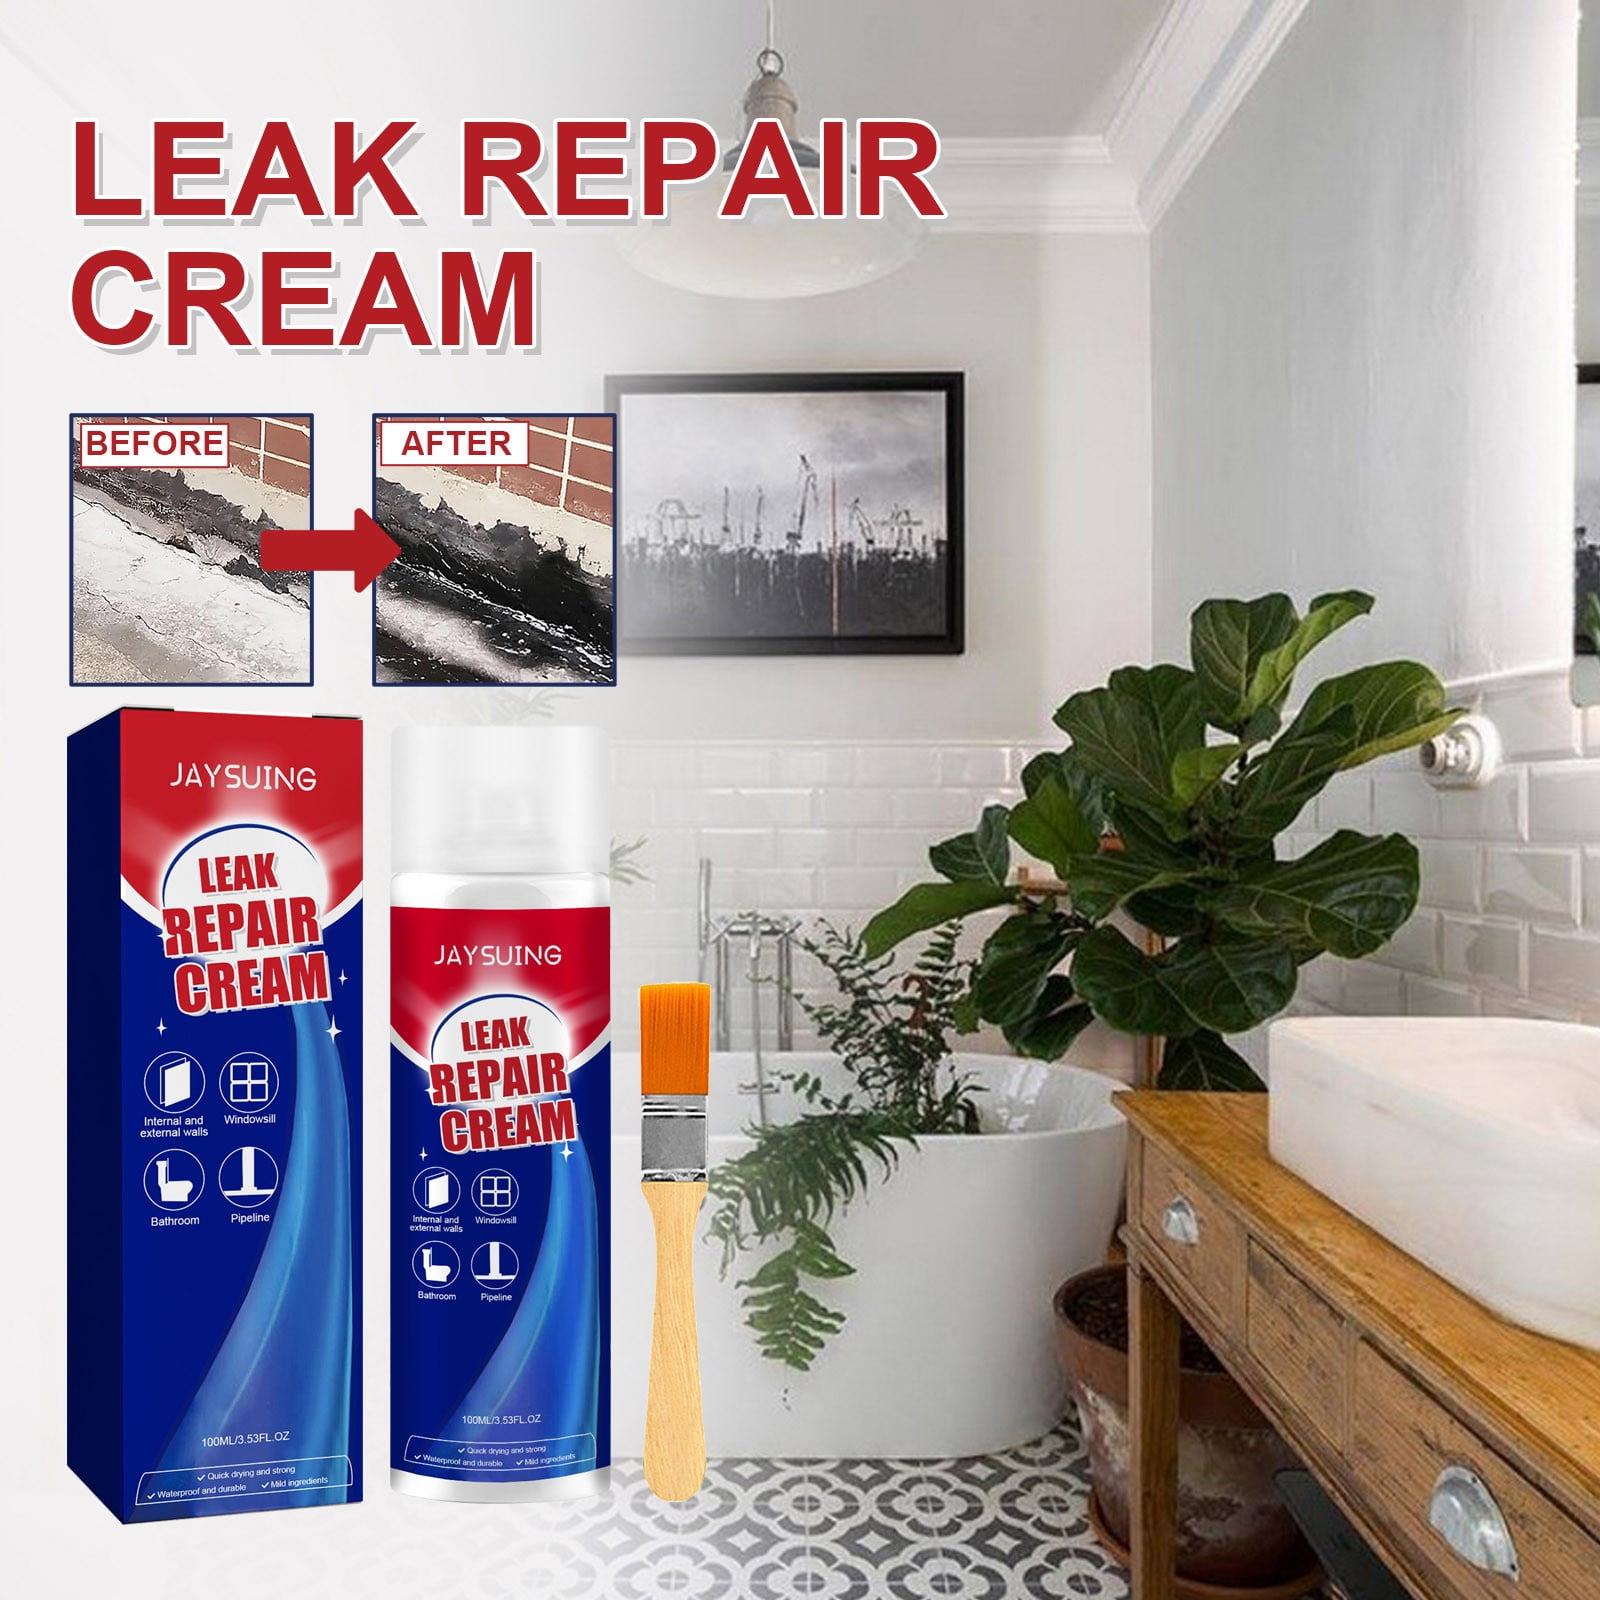 LEAK REPAIR
CREAM
BEFORE
AFTER
JAYSUING
LEAK
REPAIR
CREAM
Internal and
external walls
Windowsill
Bathroom
Pipeline
100ML/3.53FL.OZ
Quick drying and strong
Waterproof and durable
Mild ingredients
JAYSUING
LEAK
REPAIR
CREAM
Internal and
external walls
Windowsill
Bathroom
Pipeline
100ML/3.53FL.OZ
Quick drying and strong
Waterproof and durable
Mild ingredients